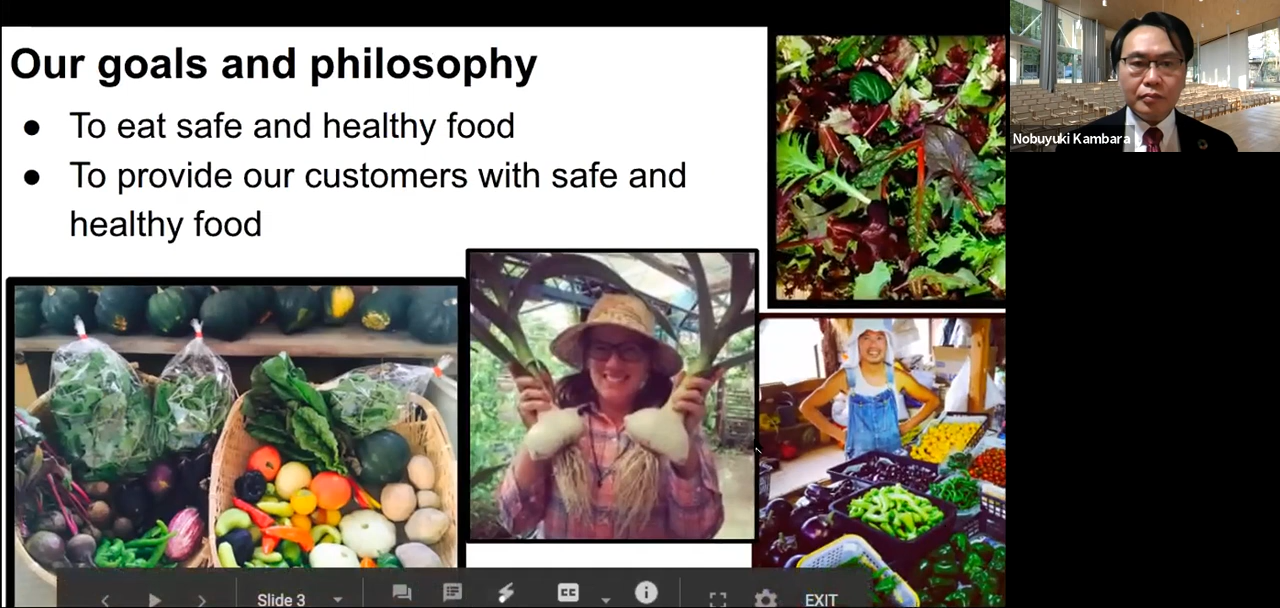 Our goals and philosophy
● To eat safe and healthy food
● To provide our customers with safe and
healthy food
Nobuyuki Kambara
Slide 3
CC
EXIT